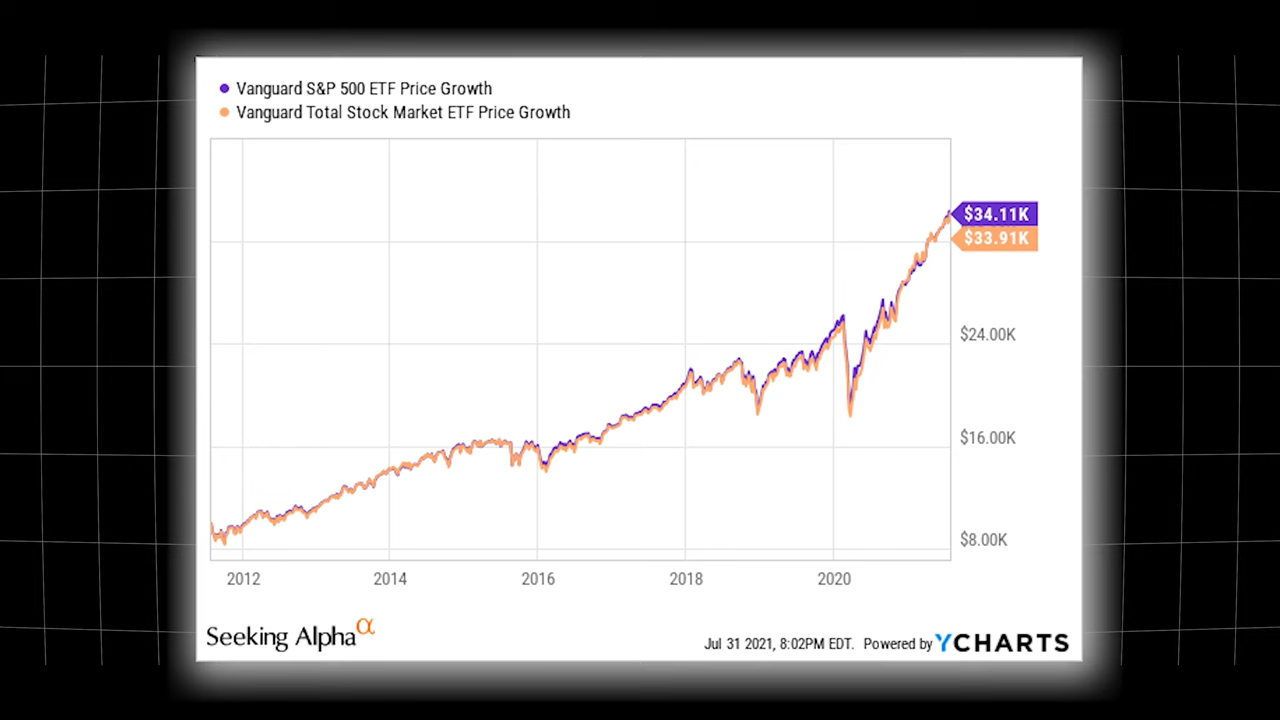 Vanguard S&P 500 ETF Price Growth
Vanguard Total Stock Market ETF Price Growth
$34.11K
$33.91K
$24.00K
$16.00K
$8.00K
2012 2014 2016 2018 2020
Seeking Alpha α
Jul 31 2021, 8:02PM EDT. Powered by YCHARTS